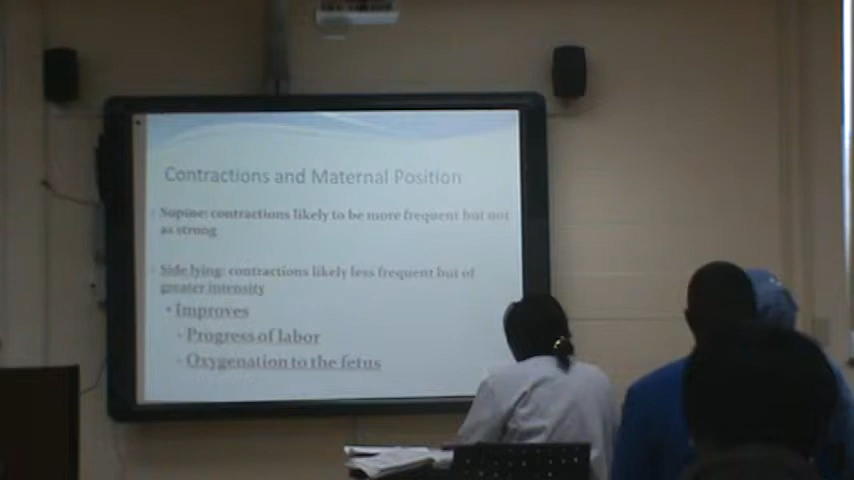 Contractions and Maternal Position
Supine: contractions likely to be more frequent but not
as strong
Side lying: contractions likely less frequent but of
greater intensity
• Improves
- Progress of labor
- Oxygenation to the fetus